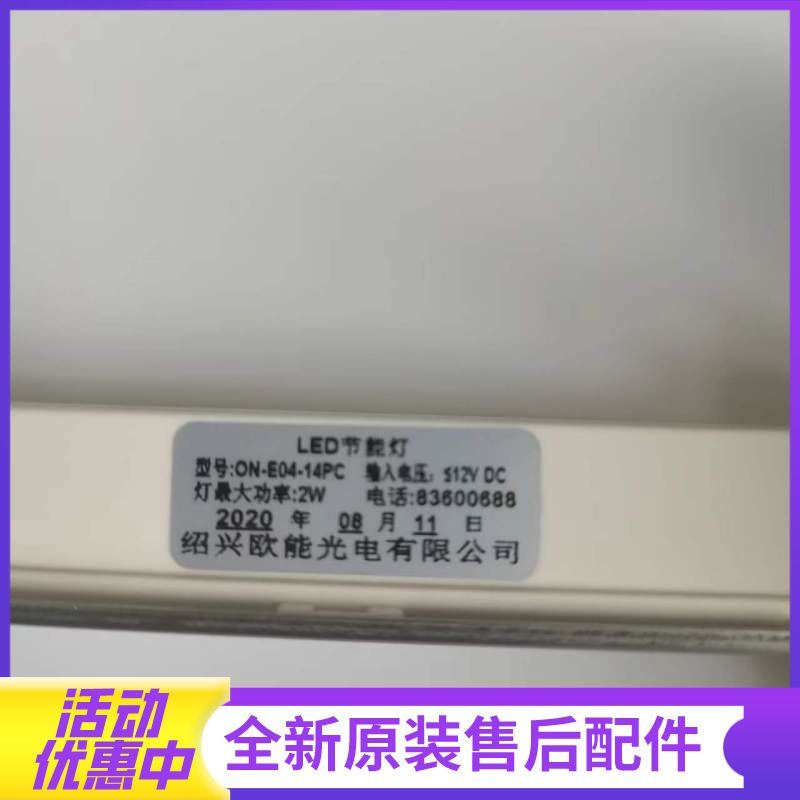 LED节能灯
型号:ON-E04-14PC 输入电压: ≤12V DC
灯最大功率:2W 电话:83600688
2020 年 08 月 11 日
绍兴欧能光电有限公司
活动
优惠中
全新原装售后配件